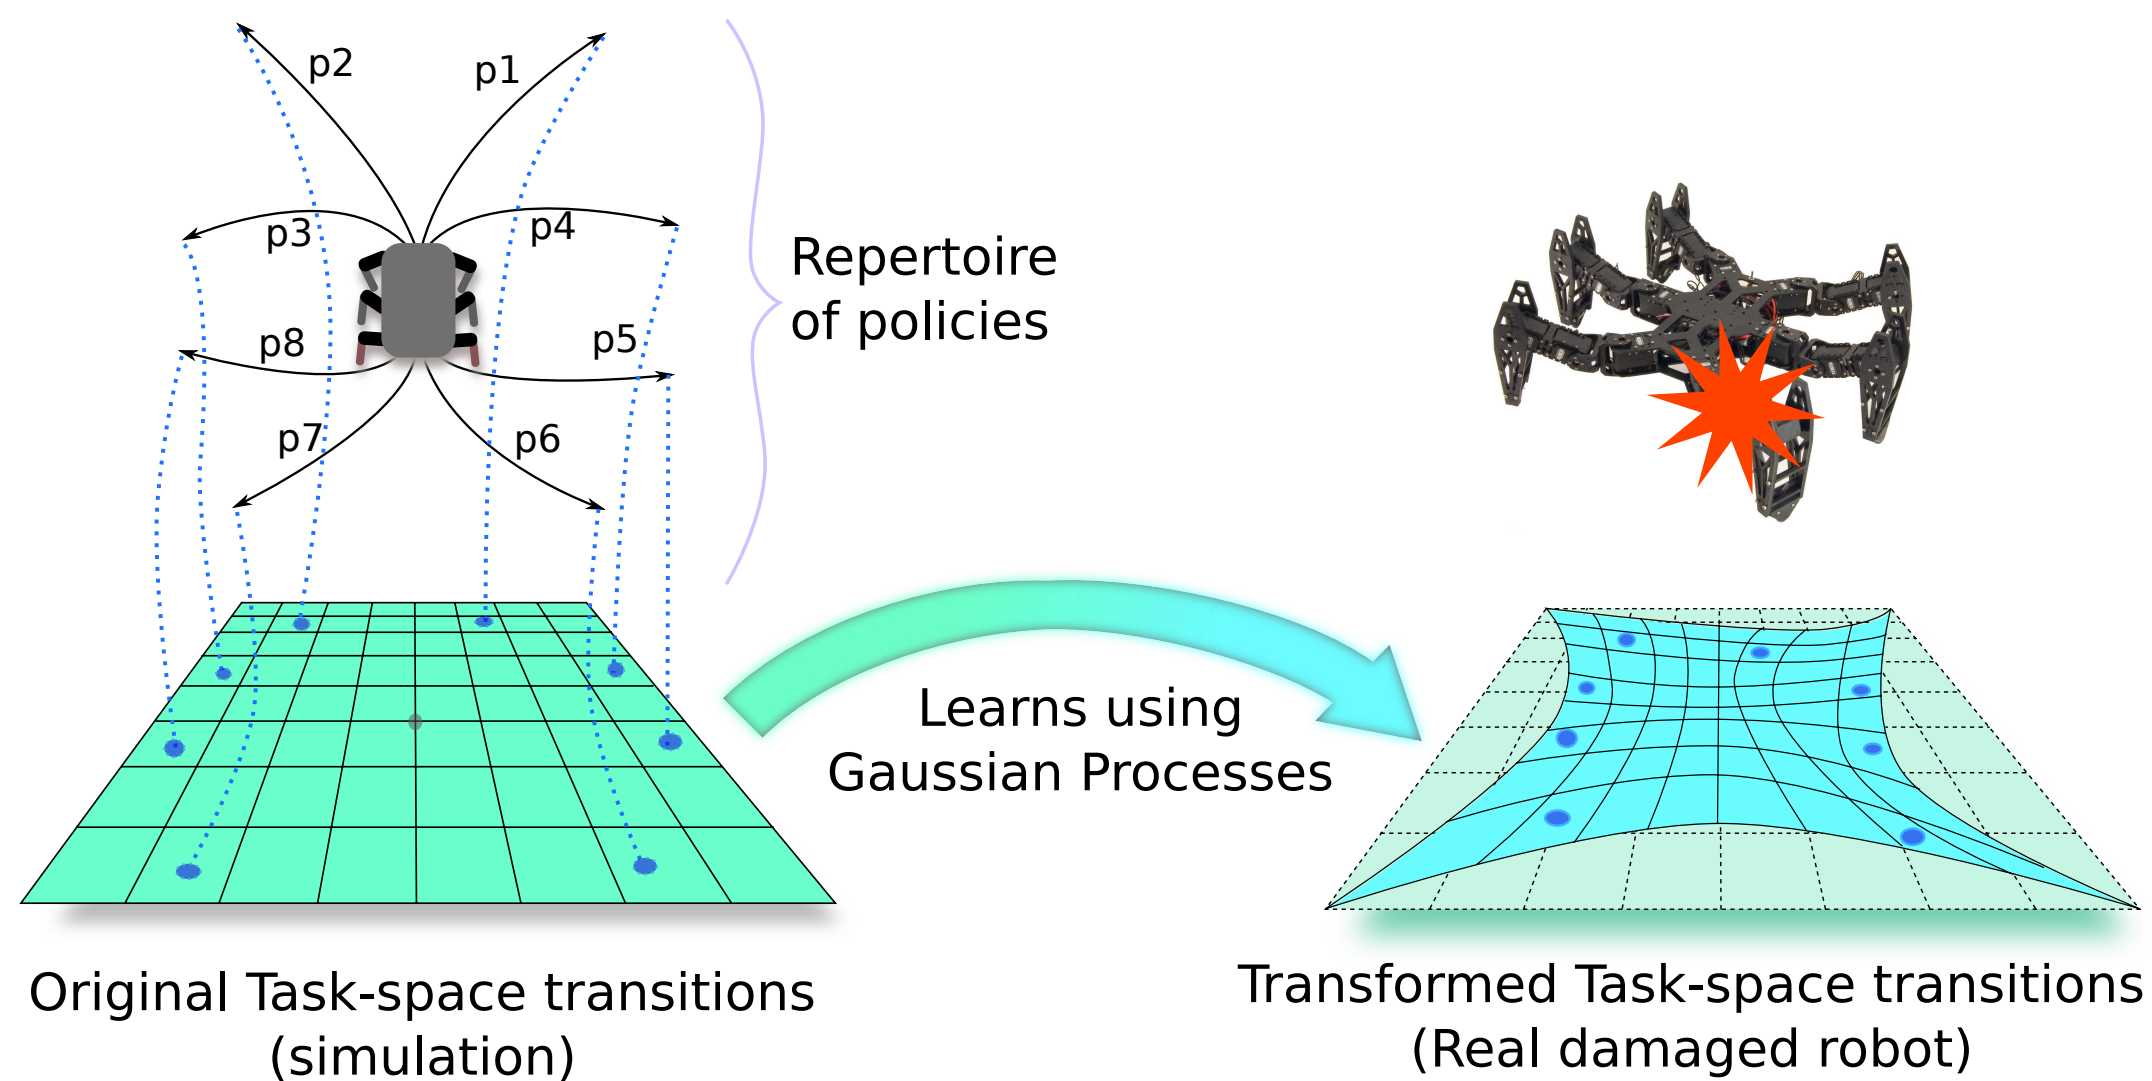 p2
p1
p3
p4
p8
p5
p7
p6
Repertoire
of policies
Learns using
Gaussian Processes
Original Task-space transitions
(simulation)
Transformed Task-space transitions
(Real damaged robot)